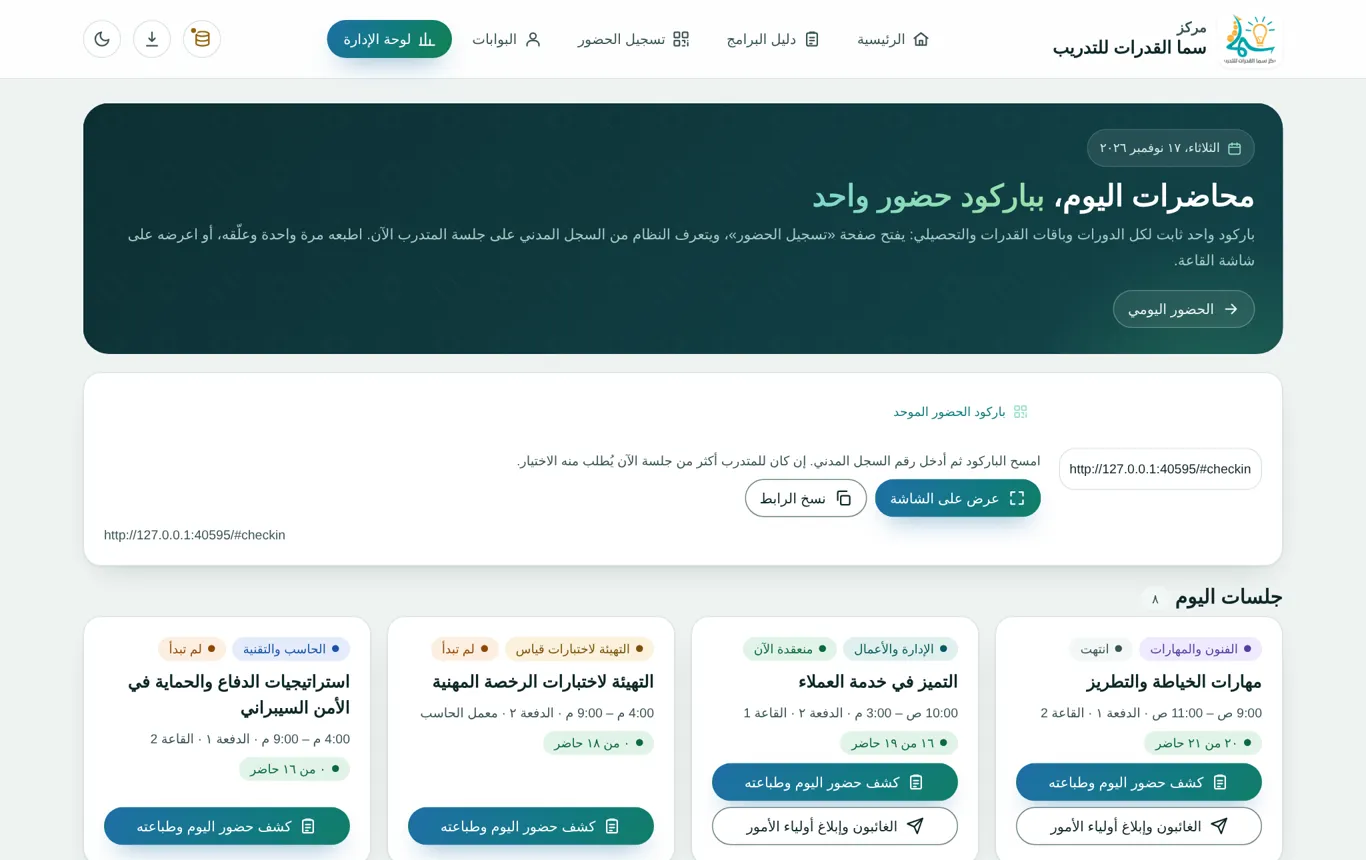 مركز
سما القدرات للتدريب
الرئيسية
دليل البرامج
تسجيل الحضور
البوابات
لوحة الإدارة
الثلاثاء، ١٧ نوفمبر ٢٠٢٦
محاضرات اليوم، بباركود حضور واحد
باركود واحد ثابت لكل الدورات وباقات القدرات والتحصيلي: يفتح صفحة «تسجيل الحضور»، ويتعرف النظام من السجل المدني على جلسة المتدرب الآن. اطبعه مرة واحدة وعلّقه، أو اعرضه على
شاشة القاعة.
الحضور اليومي
باركود الحضور الموحد
http://127.0.0.1:40595/#checkin
امسح الباركود ثم أدخل رقم السجل المدني. إن كان للمتدرب أكثر من جلسة الآن يُطلب منه الاختيار.
عرض على الشاشة
نسخ الرابط
http://127.0.0.1:40595/#checkin
جلسات اليوم ٨
الفنون والمهارات
انتهت
مهارات الخياطة والتطريز
9:00 ص – 11:00 ص · الدفعة ١ · القاعة 2
٢٠ من ٢١ حاضر
كشف حضور اليوم وطباعته
الغائبون وإبلاغ أولياء الأمور
الإدارة والأعمال
منعقدة الآن
التميز في خدمة العملاء
10:00 ص – 3:00 م · الدفعة ٢ · القاعة 1
١٦ من ١٩ حاضر
كشف حضور اليوم وطباعته
الغائبون وإبلاغ أولياء الأمور
التهيئة لاختبارات قياس
لم تبدأ
التهيئة لاختبارات الرخصة المهنية
4:00 م – 9:00 م · الدفعة ٢ · معمل الحاسب
٠ من ١٨ حاضر
كشف حضور اليوم وطباعته
الحاسب والتقنية
لم تبدأ
استراتيجيات الدفاع والحماية في
الأمن السيبراني
4:00 م – 9:00 م · الدفعة ١ · القاعة 2
٠ من ١٦ حاضر
كشف حضور اليوم وطباعته